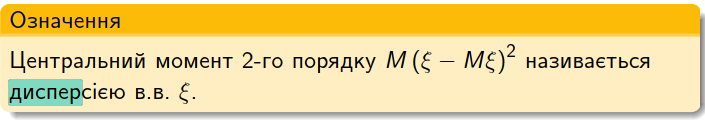 Означення
Центральний момент 2-го порядку M (ξ − Mξ)² називається
дисперсією в.в. ξ.